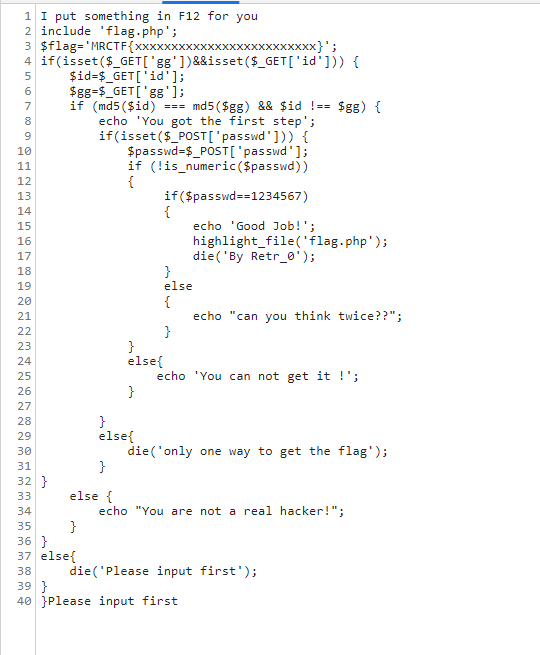 1 I put something in F12 for you
2 include 'flag.php';
3 $flag='MRCTF{xxxxxxxxxxxxxxxxxxxxxxxxx}';
4 if(isset($_GET['gg'])&&isset($_GET['id'])) {
5     $id=$_GET['id'];
6     $gg=$_GET['gg'];
7     if (md5($id) === md5($gg) && $id !== $gg) {
8         echo 'You got the first step';
9         if(isset($_POST['passwd'])) {
10             $passwd=$_POST['passwd'];
11             if (!is_numeric($passwd))
12             {
13                  if($passwd==1234567)
14                  {
15                      echo 'Good Job!';
16                      highlight_file('flag.php');
17                      die('By Retr_0');
18                  }
19                  else
20                  {
21                      echo "can you think twice??";
22                  }
23             }
24             else{
25                 echo 'You can not get it !';
26             }
27
28         }
29         else{
30             die('only one way to get the flag');
31         }
32 }
33     else {
34         echo "You are not a real hacker!";
35     }
36 }
37 else{
38     die('Please input first');
39 }
40 }Please input first